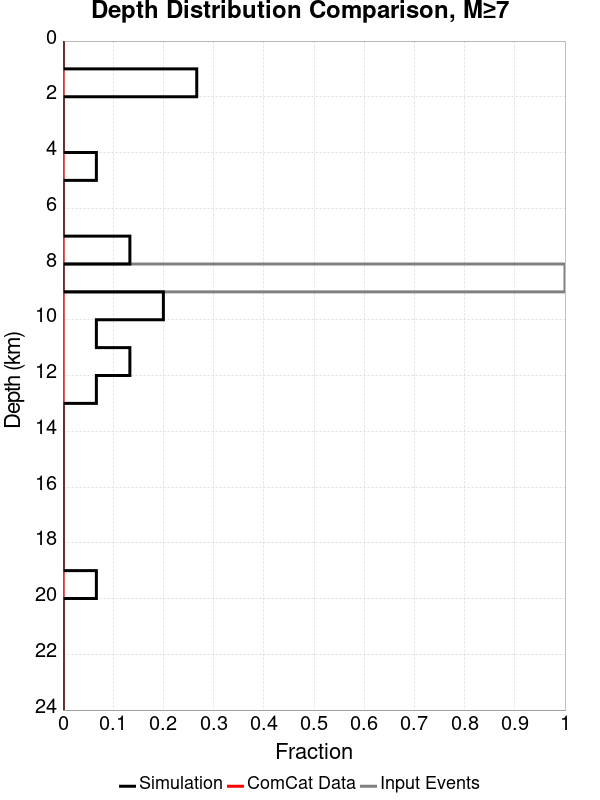 Depth Distribution Comparison, M≥7
0
2
4
6
8
10
12
14
16
18
20
22
24
Depth (km)
0 0.1 0.2 0.3 0.4 0.5 0.6 0.7 0.8 0.9 1
Fraction
Simulation ComCat Data Input Events